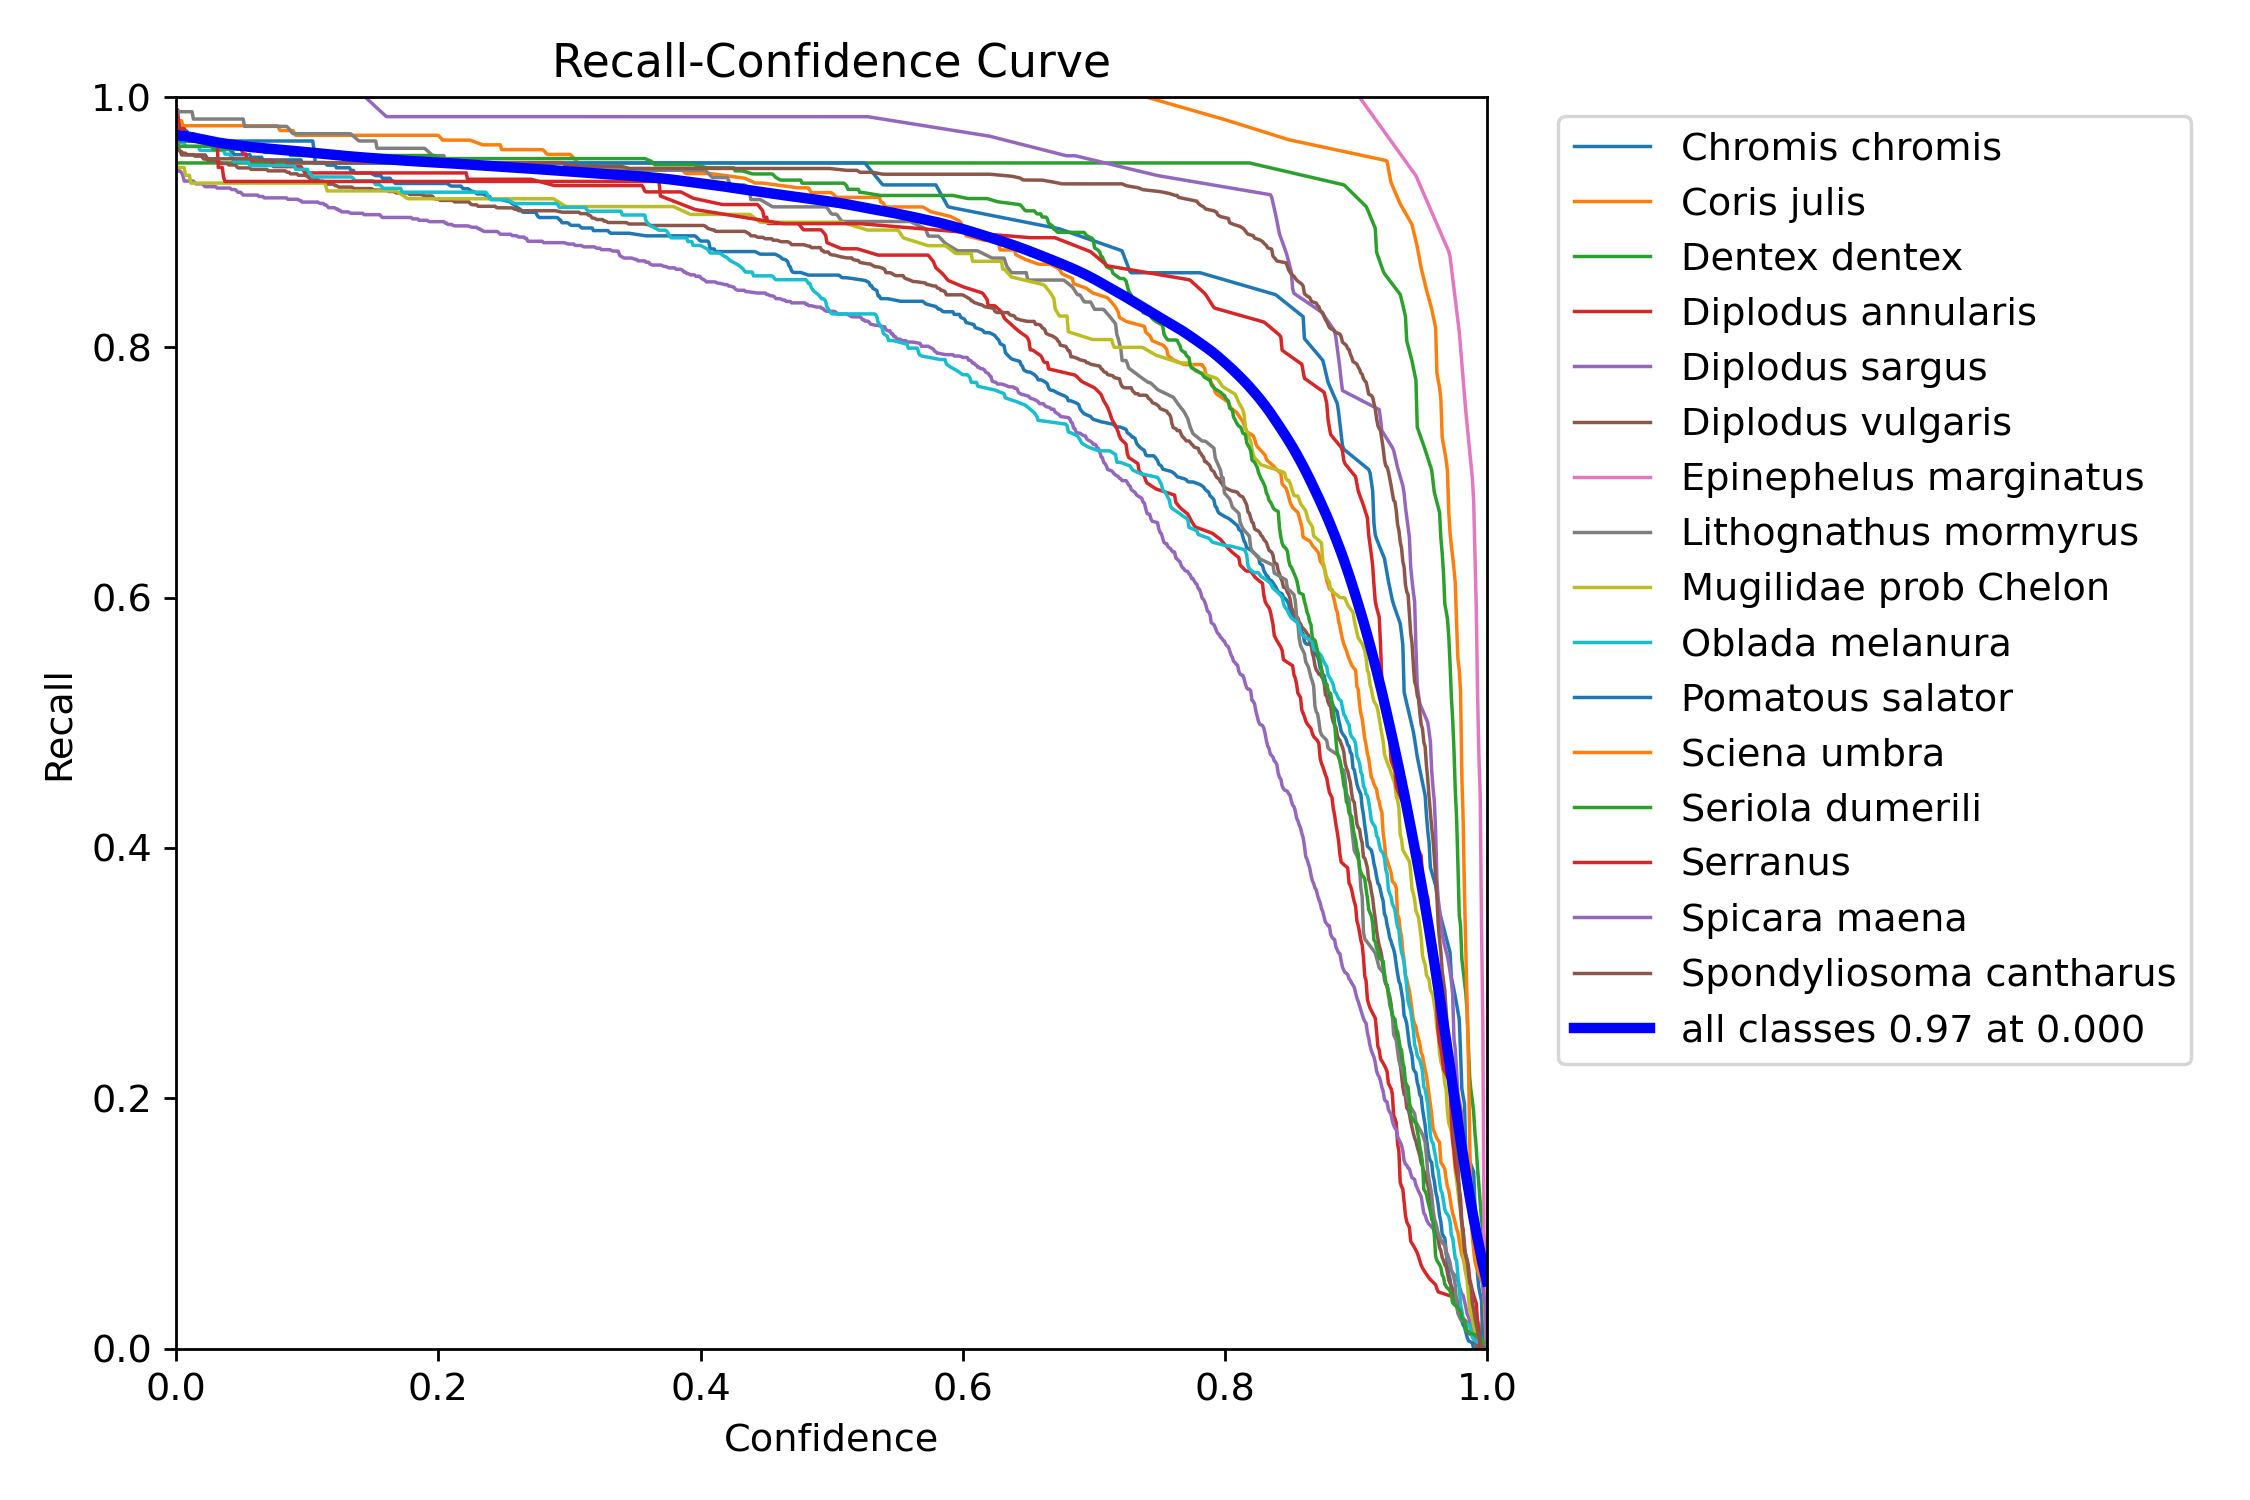 Recall-Confidence Curve
1.0
0.8
0.6
0.4
0.2
0.0
Recall
0.0 0.2 0.4 0.6 0.8 1.0
Confidence
Chromis chromis
Coris julis
Dentex dentex
Diplodus annularis
Diplodus sargus
Diplodus vulgaris
Epinephelus marginatus
Lithognathus mormyrus
Mugilidae prob Chelon
Oblada melanura
Pomatous salator
Sciena umbra
Seriola dumerili
Serranus
Spicara maena
Spondyliosoma cantharus
all classes 0.97 at 0.000